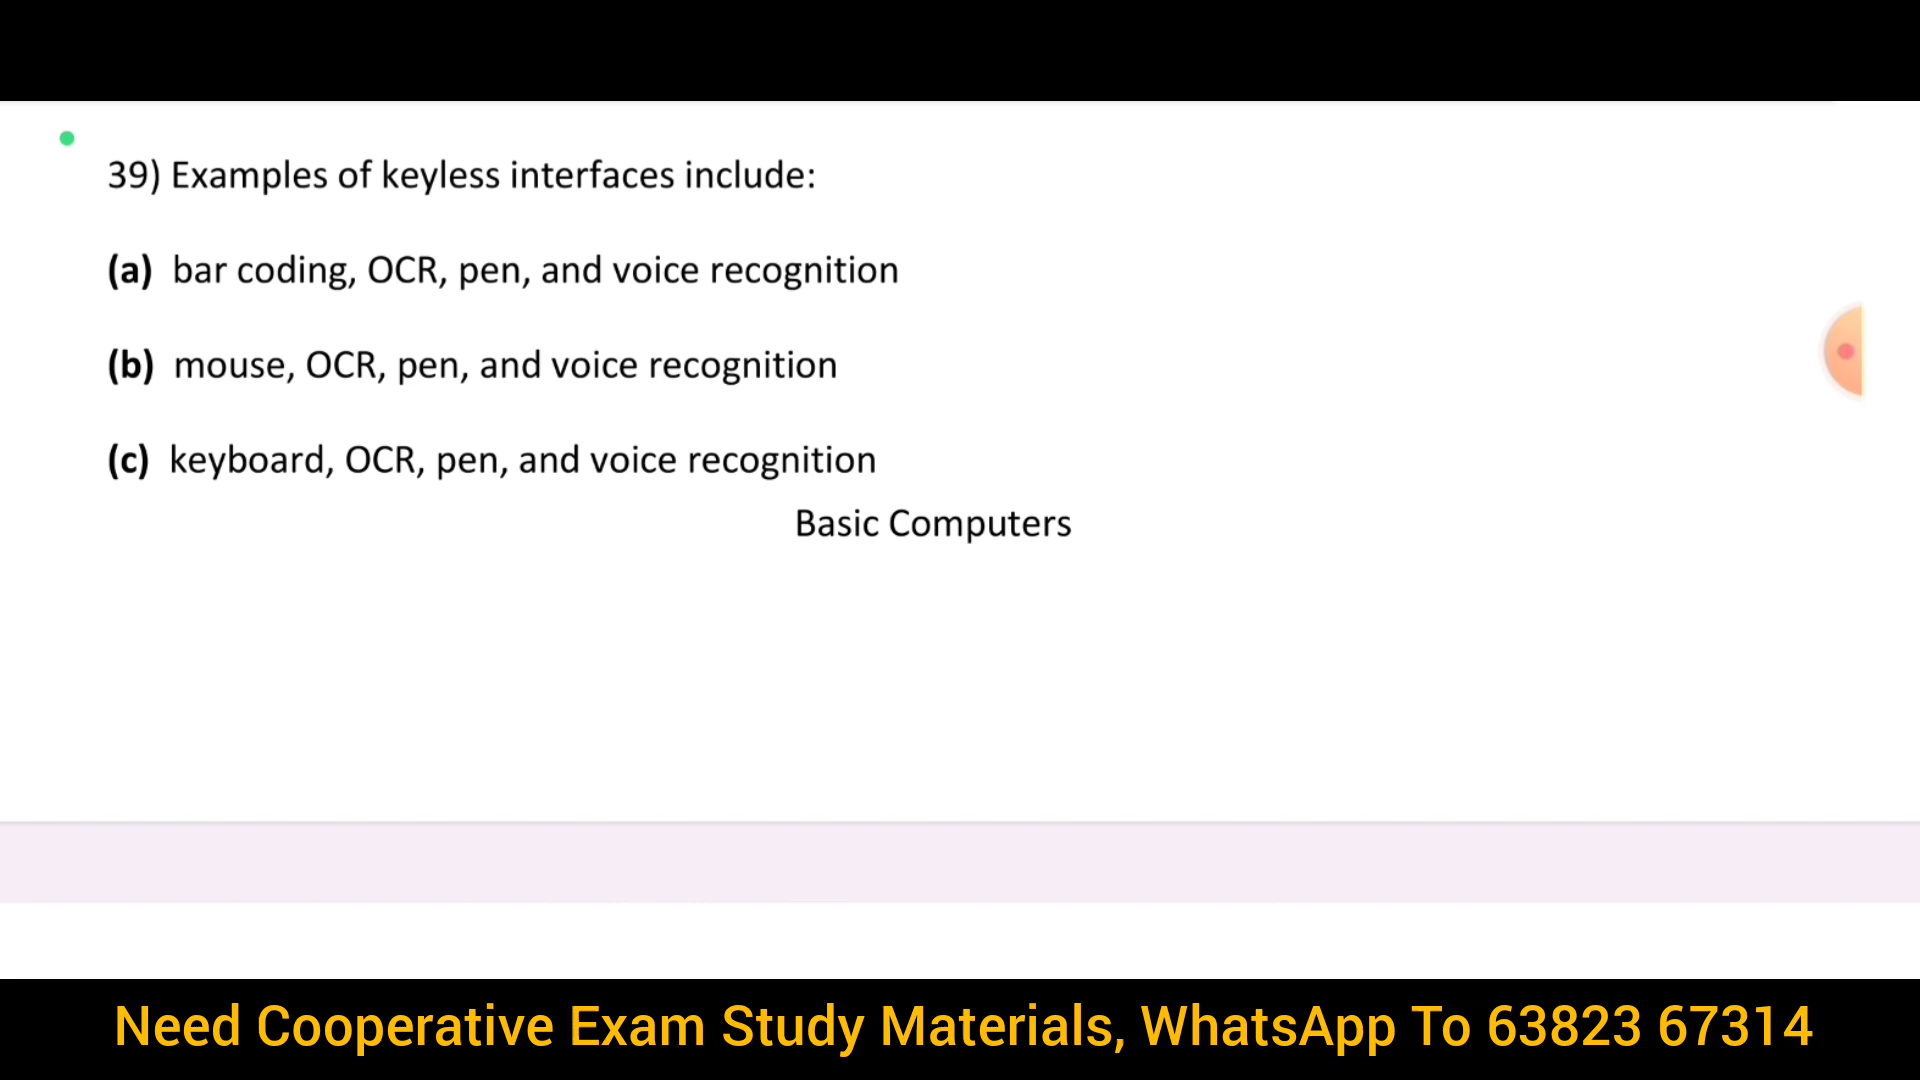 39) Examples of keyless interfaces include:
(a) bar coding, OCR, pen, and voice recognition
(b) mouse, OCR, pen, and voice recognition
(c) keyboard, OCR, pen, and voice recognition
Basic Computers
Need Cooperative Exam Study Materials, WhatsApp To 63823 67314